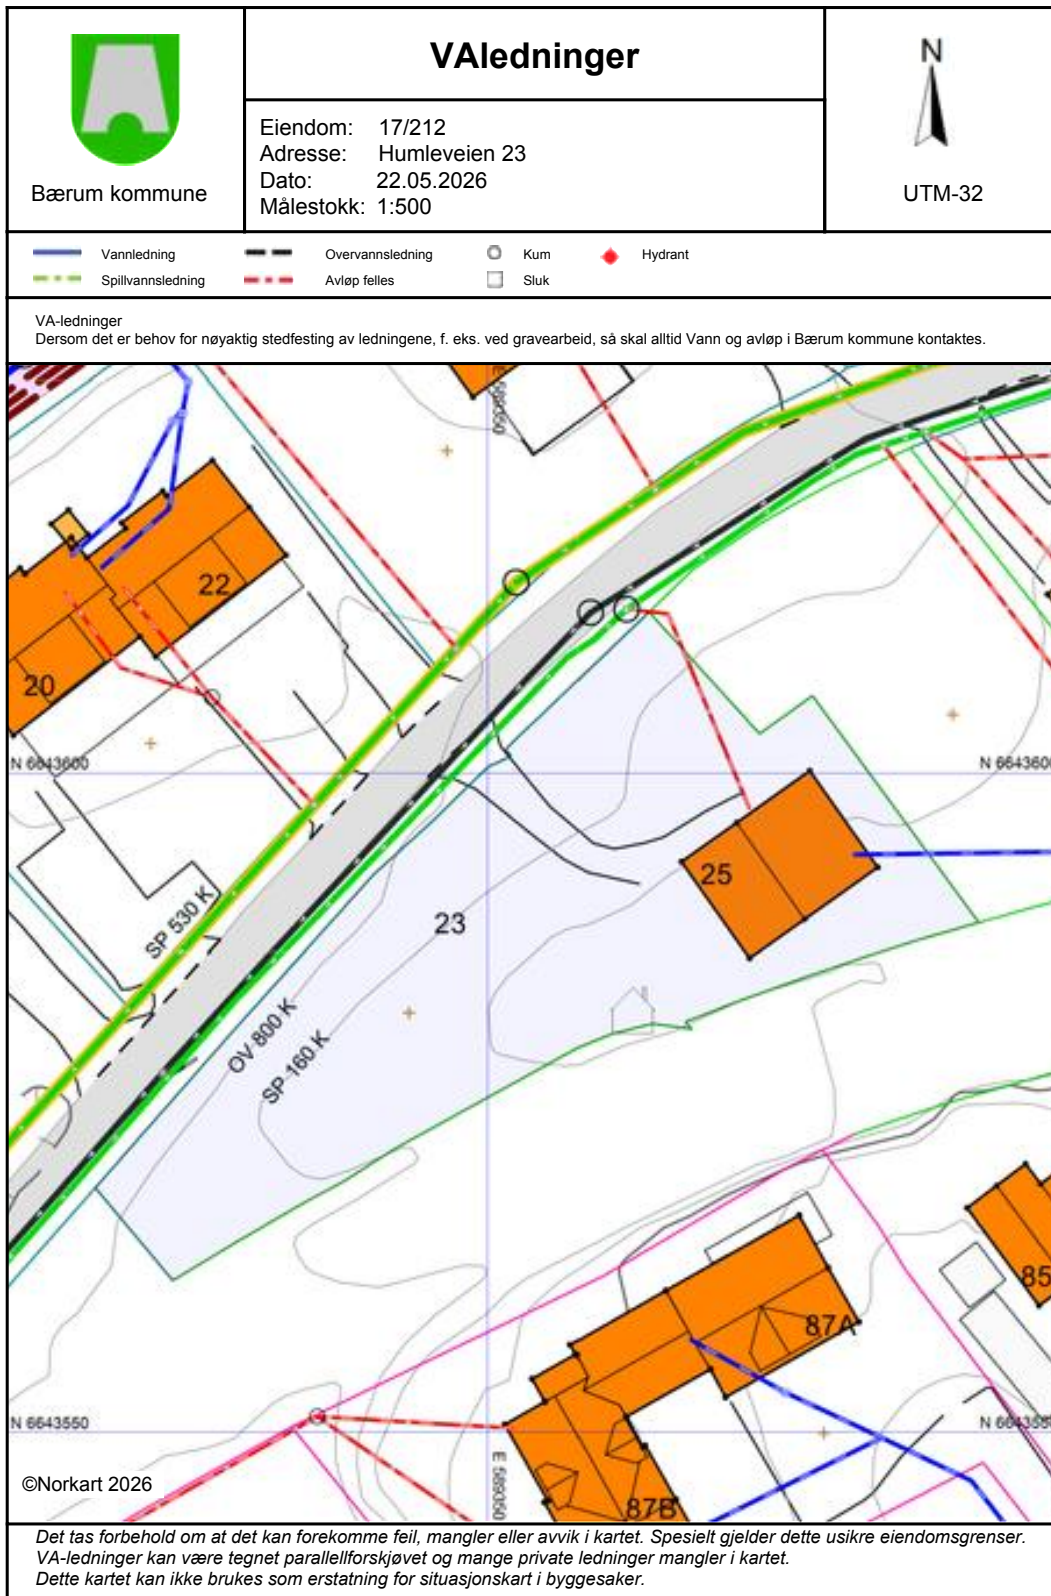 VAledninger
N
Eiendom: 17/212
Adresse: Humleveien 23
Dato: 22.05.2026
Målestokk: 1:500
Bærum kommune
UTM-32
Vannledning
Overvannsledning
Kum
Hydrant
Spillvannsledning
Avløp felles
Sluk
VA-ledninger
Dersom det er behov for nøyaktig stedfesting av ledningene, f. eks. ved gravearbeid, så skal alltid Vann og avløp i Bærum kommune kontaktes.
E 589350
22
20
N 6643600
N 6643600
25
SP 530 K
23
OV 800 K
SP 160 K
85
87A
N 6643550
N 6643550
E 589350
©Norkart 2026
87B
Det tas forbehold om at det kan forekomme feil, mangler eller avvik i kartet. Spesielt gjelder dette usikre eiendomsgrenser.
VA-ledninger kan være tegnet parallellforskjøvet og mange private ledninger mangler i kartet.
Dette kartet kan ikke brukes som erstatning for situasjonskart i byggesaker.